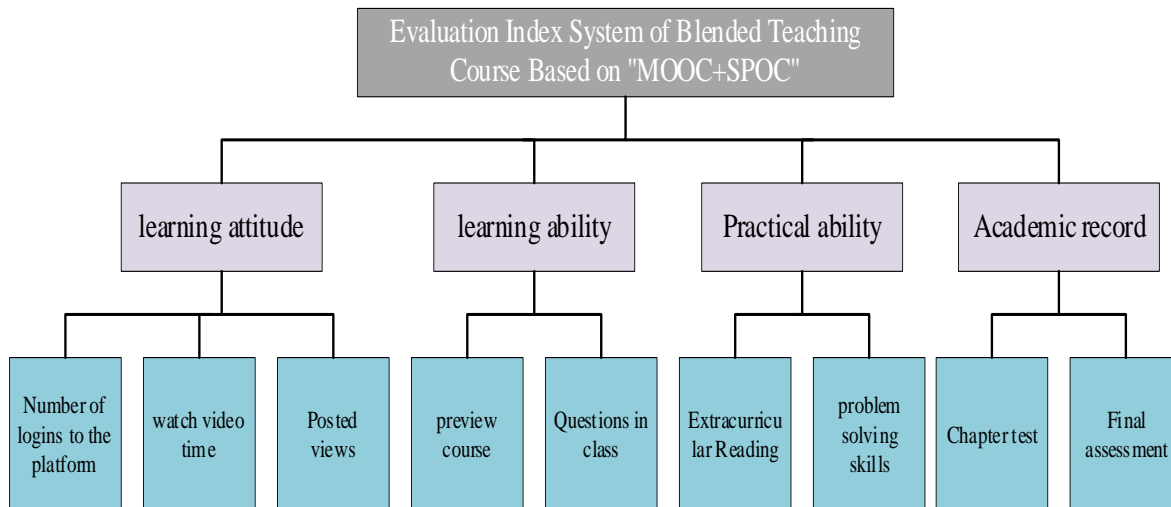 Evaluation Index System of Blended Teaching
Course Based on "MOOC+SPOC"
learning attitude
learning ability
Practical ability
Academic record
Number of
logins to the
platform
watch video
time
Posted
views
preview
course
Questions in
class
Extracurricu
lar Reading
problem
solving
skills
Chapter test
Final
assessment